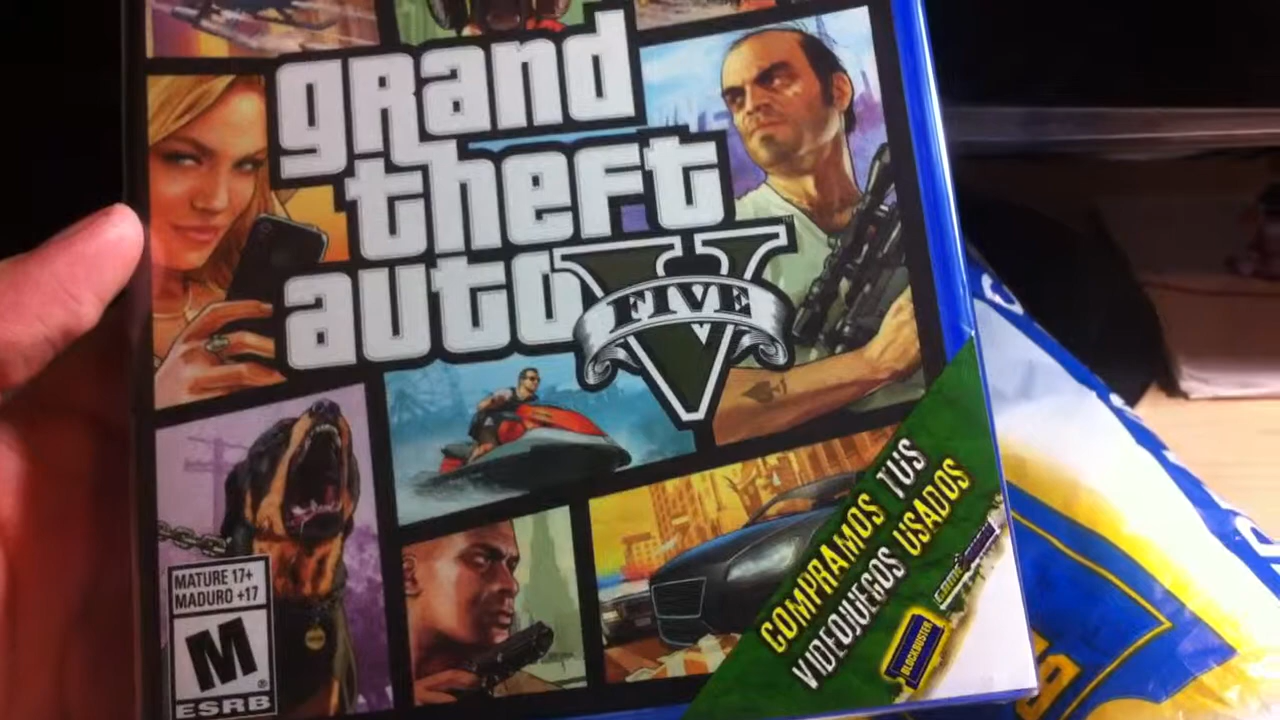 grand
theft
auto V
FIVE
MATURE 17+
MADURO +17
M
ESRB
COMPRAMOS TUS
VIDEOJUEGOS USADOS
BLOCKBUSTER